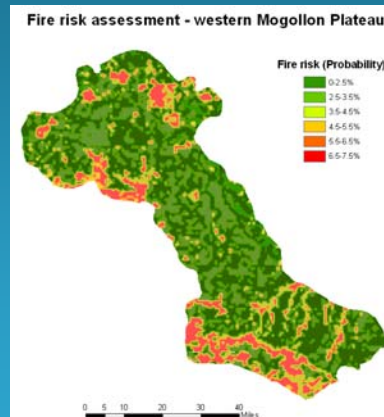 Fire risk assessment - western Mogollon Plateau
Fire risk (Probability)
0-2.5%
2.5-3.5%
3.5-4.5%
4.5-5.5%
5.5-6.5%
6.5-7.5%
0 5 10 20 30 40
Miles